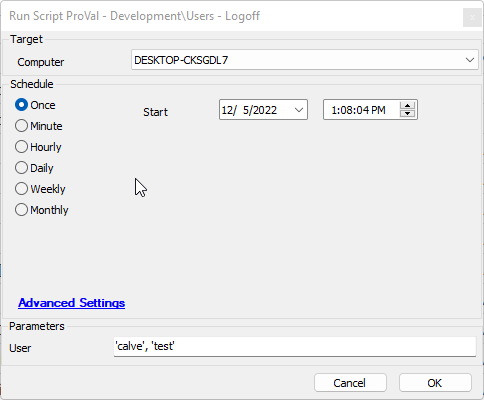 Run Script ProVal - Development\Users - Logoff
Target
Computer DESKTOP-CKSGDL7
Schedule
Once Start 12/ 5/2022 1:08:04 PM
Minute
Hourly
Daily
Weekly
Monthly
Advanced Settings
Parameters
User 'calve', 'test'
Cancel OK